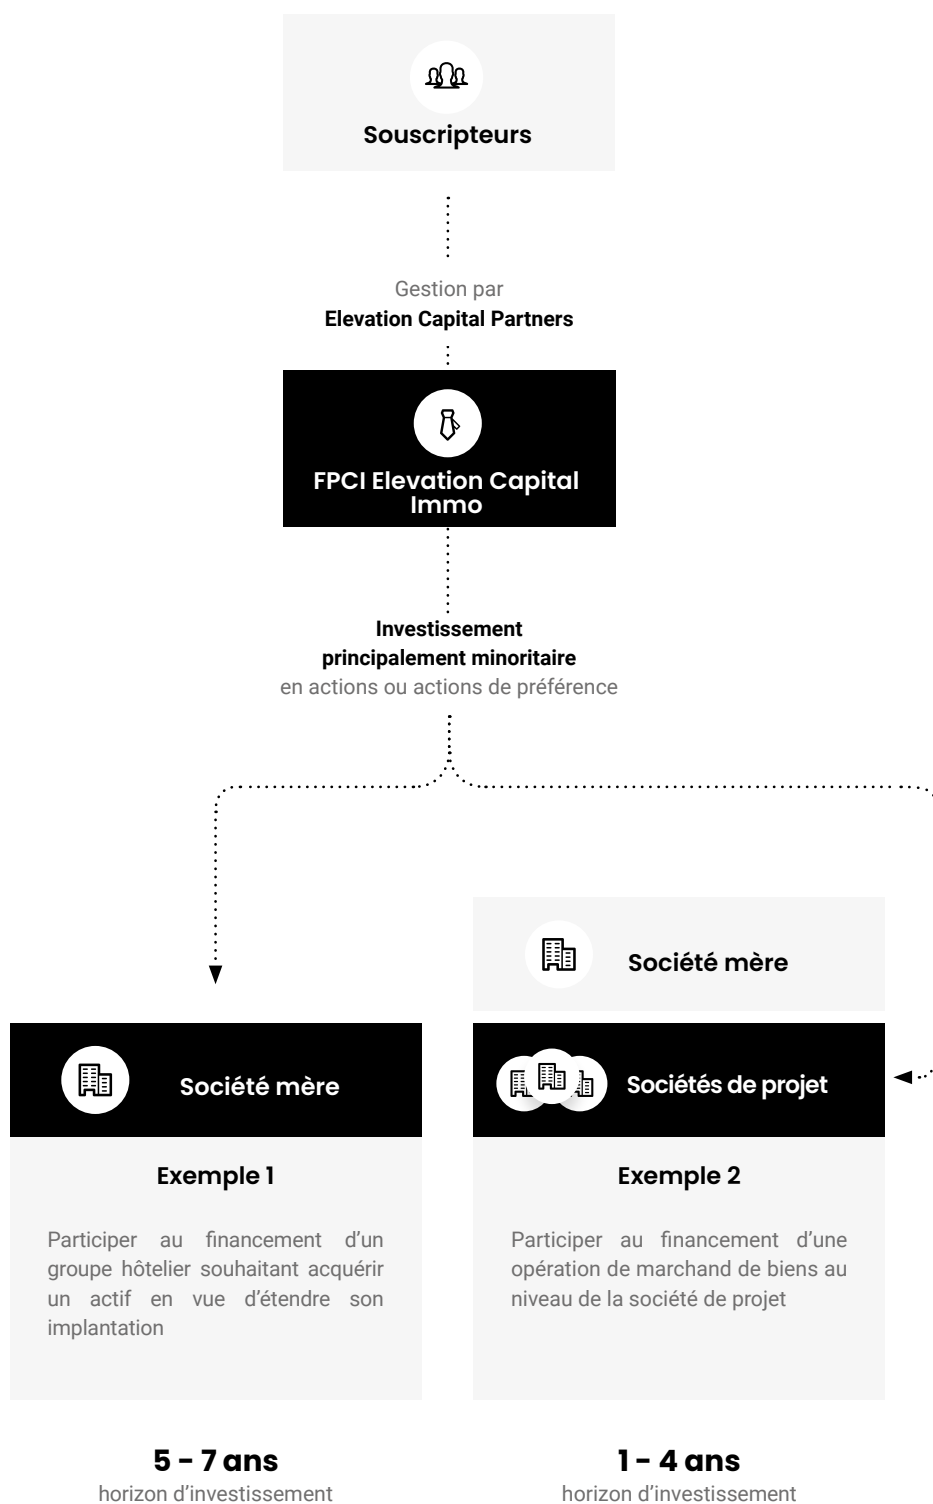 Souscripteurs
Gestion par
Elevation Capital Partners
FPCI Elevation Capital
Immo
Investissement
principalement minoritaire
en actions ou actions de préférence
Société mère
Exemple 1
Participer au financement d’un
groupe hôtelier souhaitant acquérir
un actif en vue d’étendre son
implantation
5 - 7 ans
horizon d’investissement
Société mère
Sociétés de projet
Exemple 2
Participer au financement d’une
opération de marchand de biens au
niveau de la société de projet
1 - 4 ans
horizon d’investissement